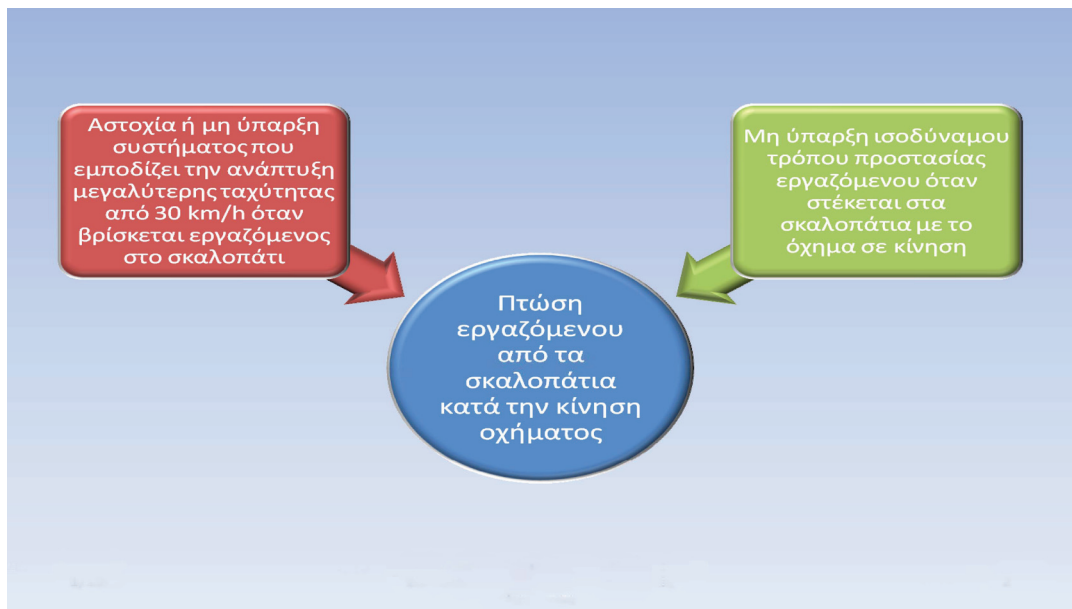 Αστοχία ή μη ύπαρξη
συστήματος που
εμποδίζει την ανάπτυξη
μεγαλύτερης ταχύτητας
από 30 km/h όταν
βρίσκεται εργαζόμενος
στο σκαλοπάτι
Μη ύπαρξη ισοδύναμου
τρόπου προστασίας
εργαζόμενου όταν
στέκεται στα
σκαλοπάτια με το
όχημα σε κίνηση
Πτώση
εργαζόμενου
από τα
σκαλοπάτια
κατά την κίνηση
οχήματος